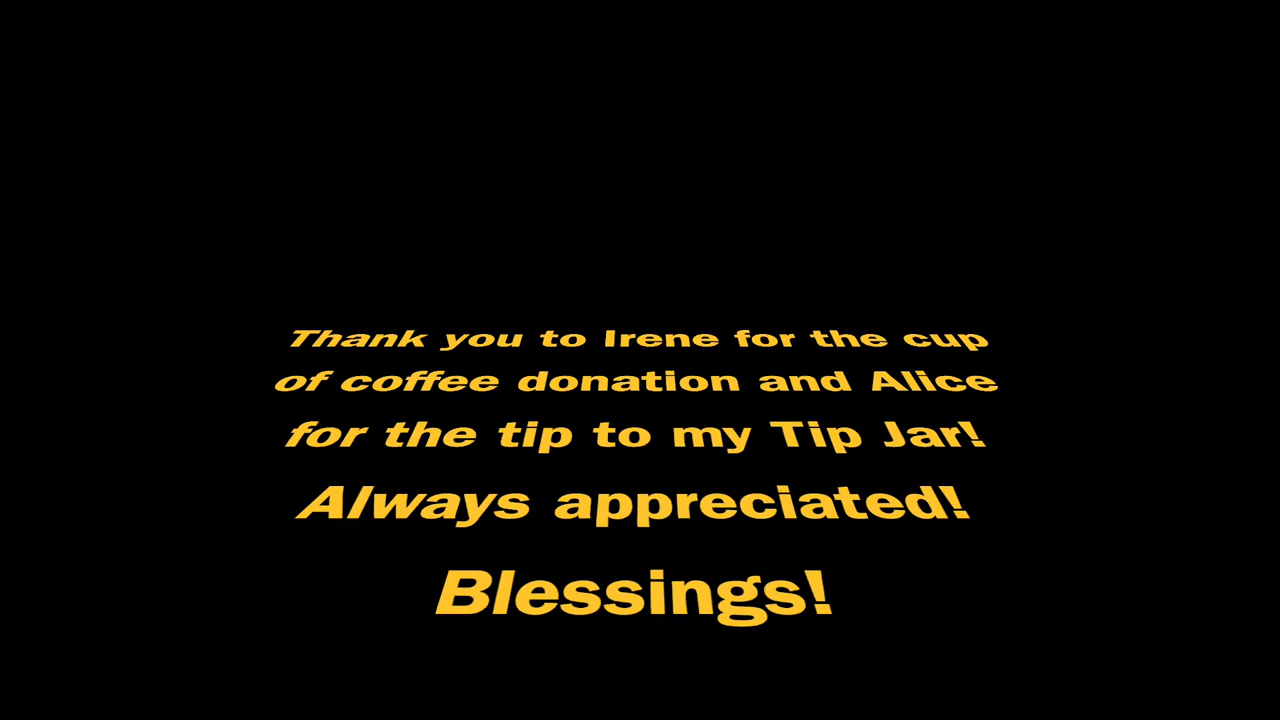 Thank you to Irene for the cup
of coffee donation and Alice
for the tip to my Tip Jar!
Always appreciated!
Blessings!